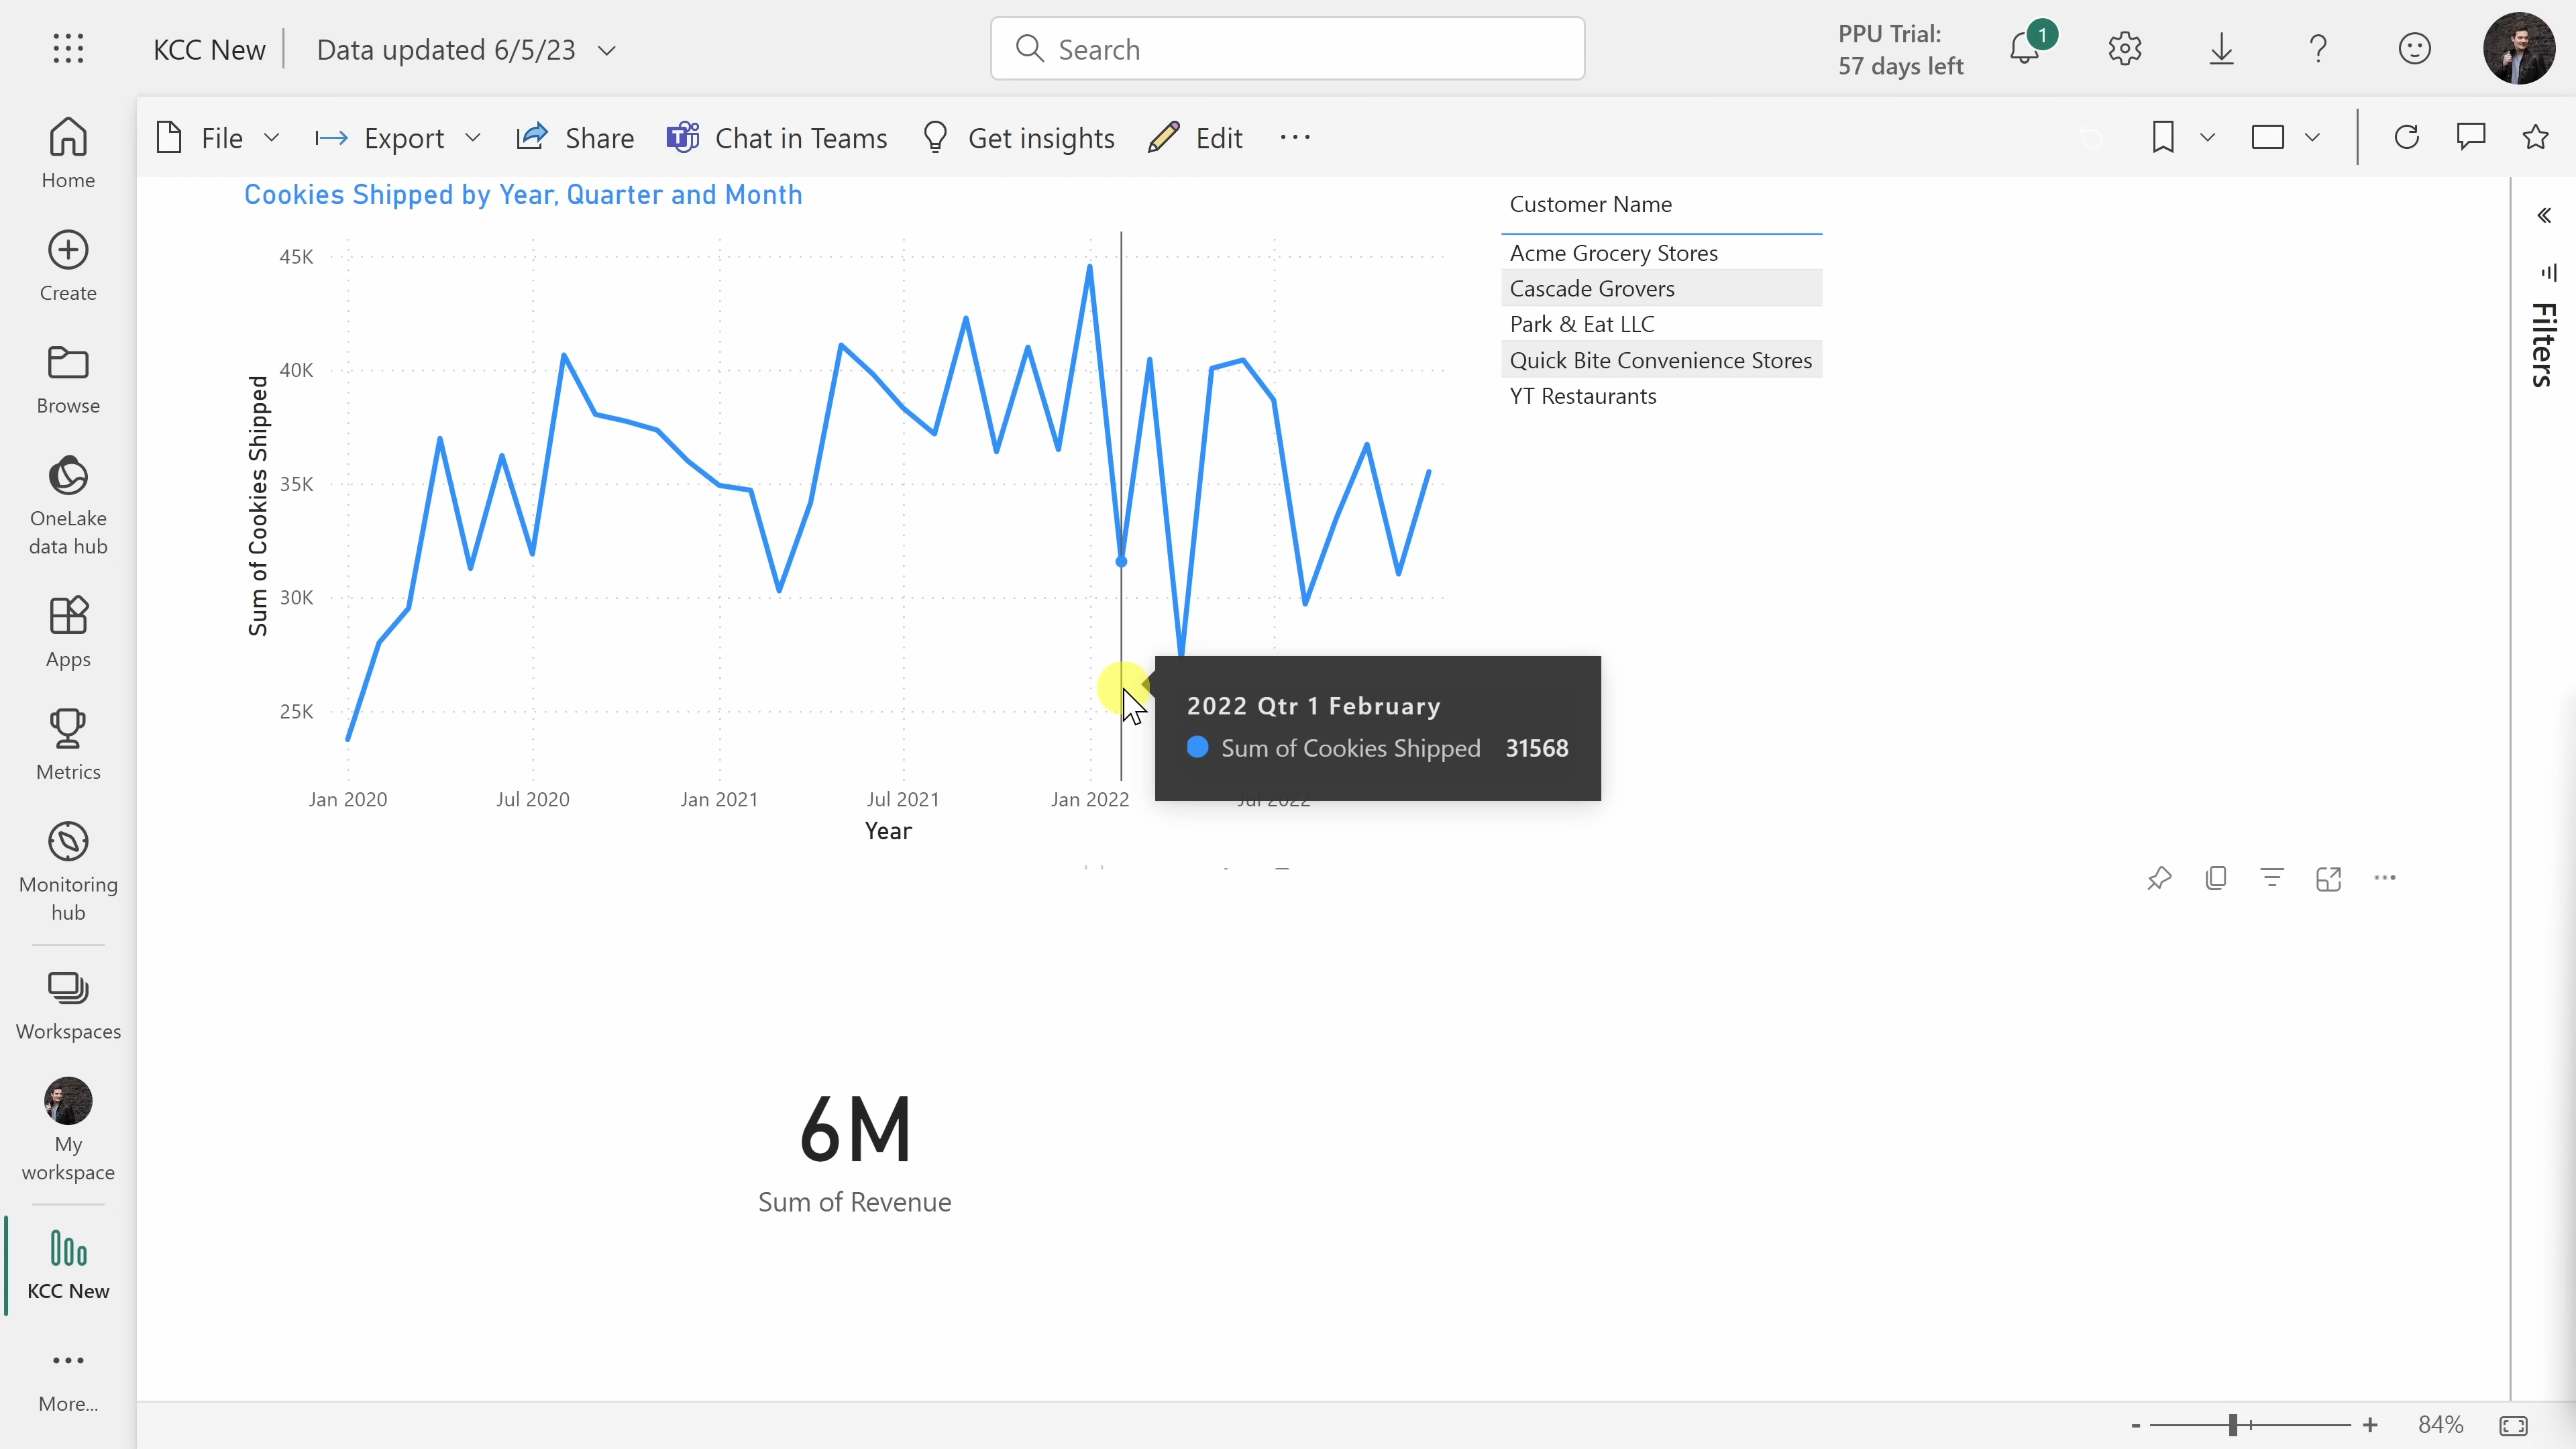 KCC New
Data updated 6/5/23
Search
PPU Trial:
57 days left
1
File
Export
Share
Chat in Teams
Get insights
Edit
Home
Create
Browse
OneLake
data hub
Apps
Metrics
Monitoring
hub
Workspaces
My
workspace
KCC New
More...
Cookies Shipped by Year, Quarter and Month
Sum of Cookies Shipped
45K
40K
35K
30K
25K
Jan 2020
Jul 2020
Jan 2021
Jul 2021
Jan 2022
Jul 2022
Year
2022 Qtr 1 February
Sum of Cookies Shipped 31568
Customer Name
Acme Grocery Stores
Cascade Grovers
Park & Eat LLC
Quick Bite Convenience Stores
YT Restaurants
Filters
6M
Sum of Revenue
- + 84%